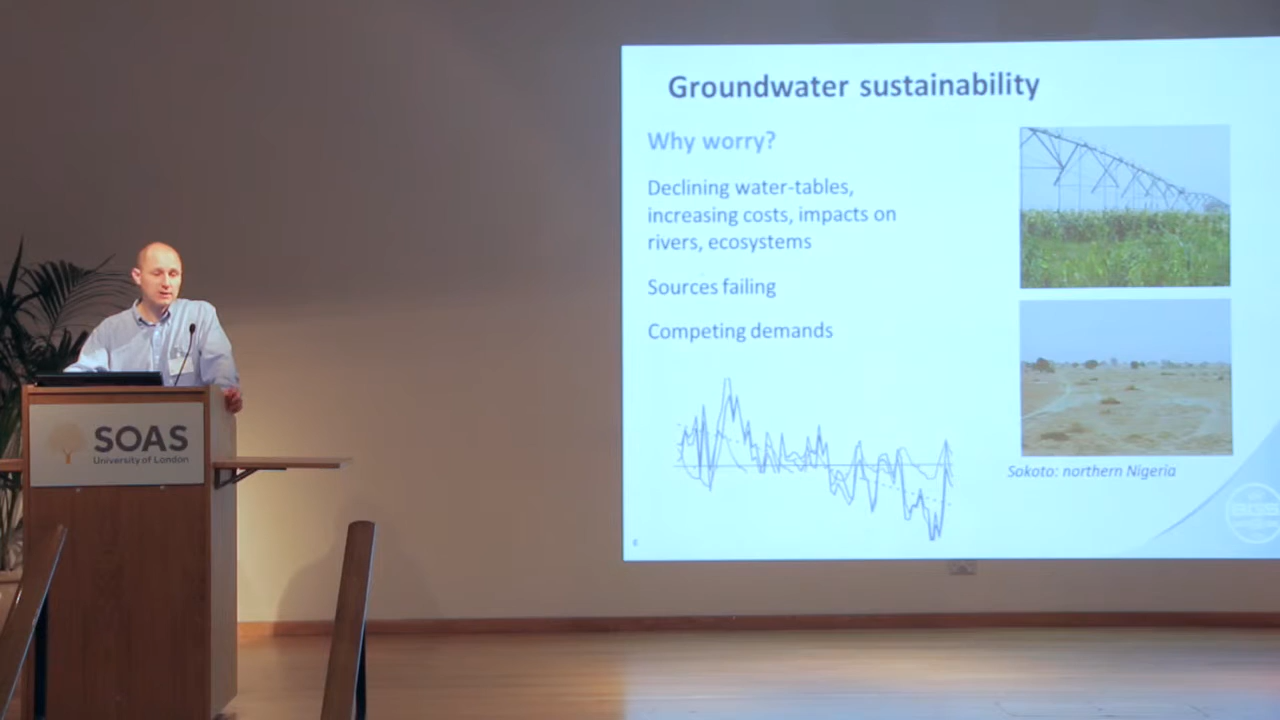 Groundwater sustainability
Why worry?
Declining water-tables,
increasing costs, impacts on
rivers, ecosystems
Sources failing
Competing demands
Sokoto: northern Nigeria
6
SOAS
University of London